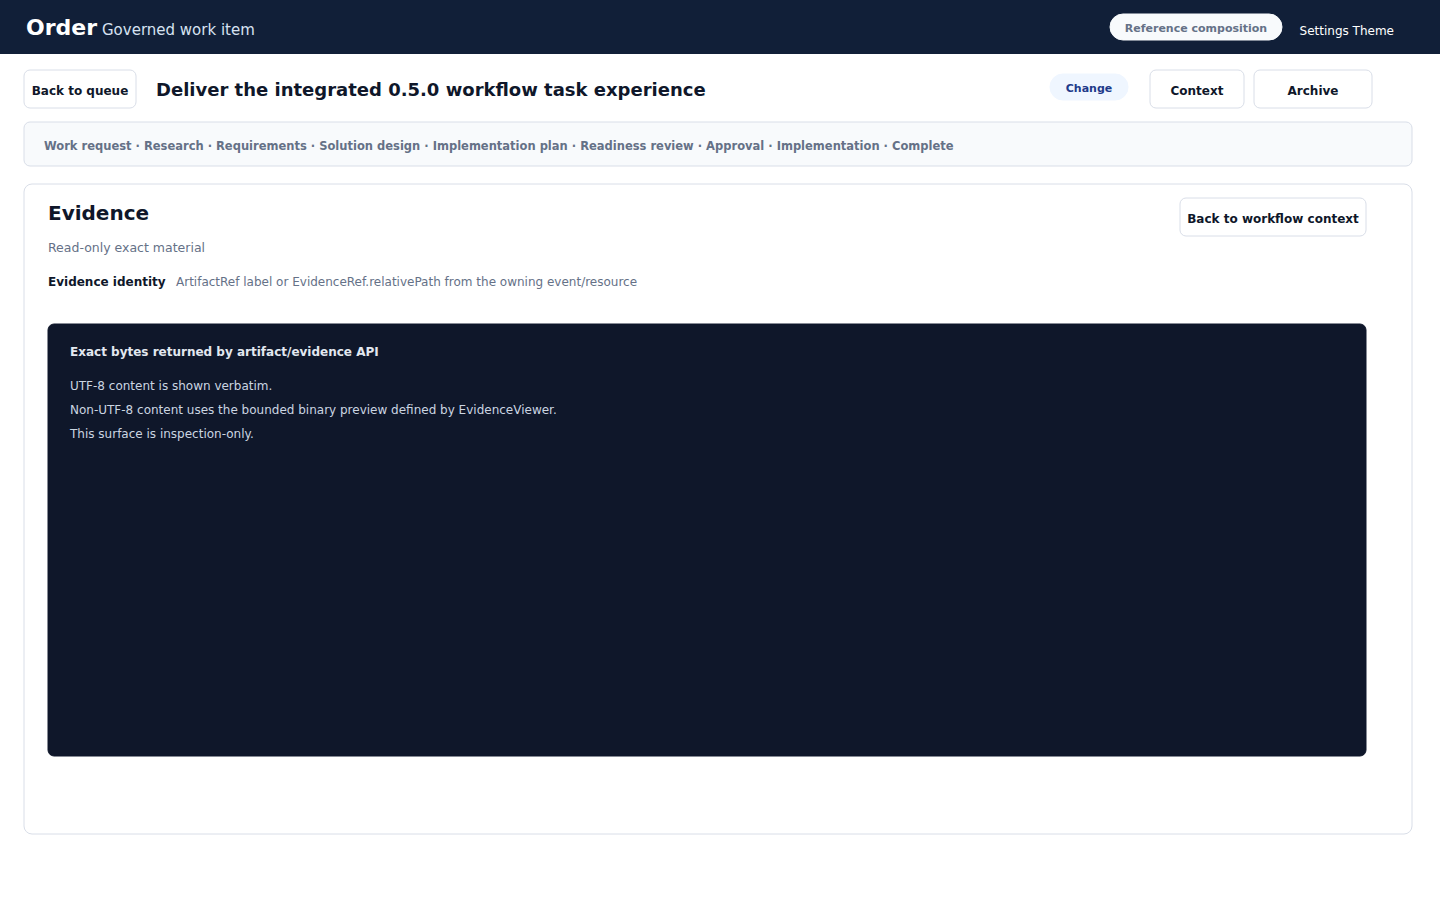 Order Governed work item
Reference composition
Settings Theme
Back to queue
Deliver the integrated 0.5.0 workflow task experience
Change
Context
Archive
Work request · Research · Requirements · Solution design · Implementation plan · Readiness review · Approval · Implementation · Complete
Evidence
Back to workflow context
Read-only exact material
Evidence identity ArtifactRef label or EvidenceRef.relativePath from the owning event/resource
Exact bytes returned by artifact/evidence API
UTF-8 content is shown verbatim.
Non-UTF-8 content uses the bounded binary preview defined by EvidenceViewer.
This surface is inspection-only.